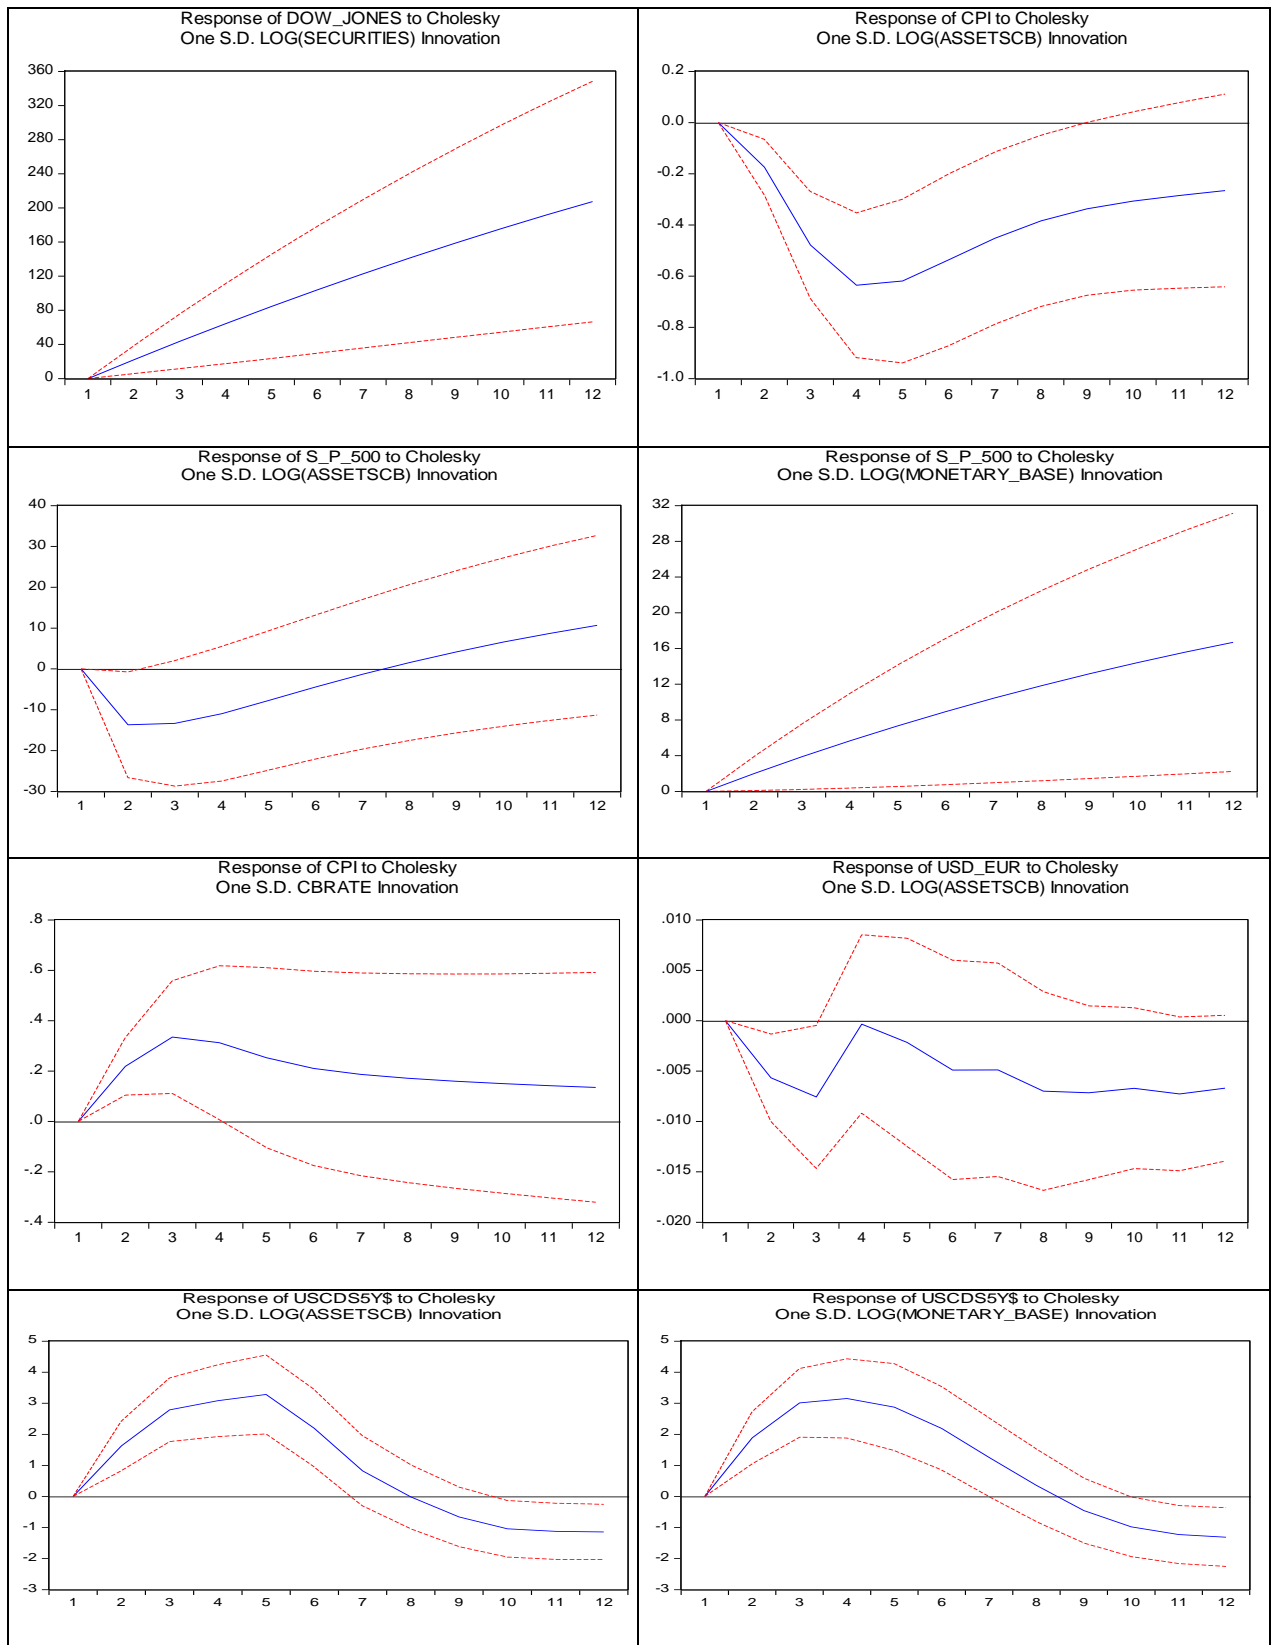 Response of DOW_JONES to Cholesky
One S.D. LOG(SECURITIES) Innovation
360
320
280
240
200
160
120
80
40
0
1 2 3 4 5 6 7 8 9 10 11 12
Response of CPI to Cholesky
One S.D. LOG(ASSETSCB) Innovation
0.2
0.0
-0.2
-0.4
-0.6
-0.8
-1.0
1 2 3 4 5 6 7 8 9 10 11 12
Response of S_P_500 to Cholesky
One S.D. LOG(ASSETSCB) Innovation
40
30
20
10
0
-10
-20
-30
1 2 3 4 5 6 7 8 9 10 11 12
Response of S_P_500 to Cholesky
One S.D. LOG(MONETARY_BASE) Innovation
32
28
24
20
16
12
8
4
0
1 2 3 4 5 6 7 8 9 10 11 12
Response of CPI to Cholesky
One S.D. CBRATE Innovation
.8
.6
.4
.2
.0
-.2
-.4
1 2 3 4 5 6 7 8 9 10 11 12
Response of USD_EUR to Cholesky
One S.D. LOG(ASSETSCB) Innovation
.010
.005
.000
-.005
-.010
-.015
-.020
1 2 3 4 5 6 7 8 9 10 11 12
Response of USCDS5Y$ to Cholesky
One S.D. LOG(ASSETSCB) Innovation
5
4
3
2
1
0
-1
-2
-3
1 2 3 4 5 6 7 8 9 10 11 12
Response of USCDS5Y$ to Cholesky
One S.D. LOG(MONETARY_BASE) Innovation
5
4
3
2
1
0
-1
-2
-3
1 2 3 4 5 6 7 8 9 10 11 12